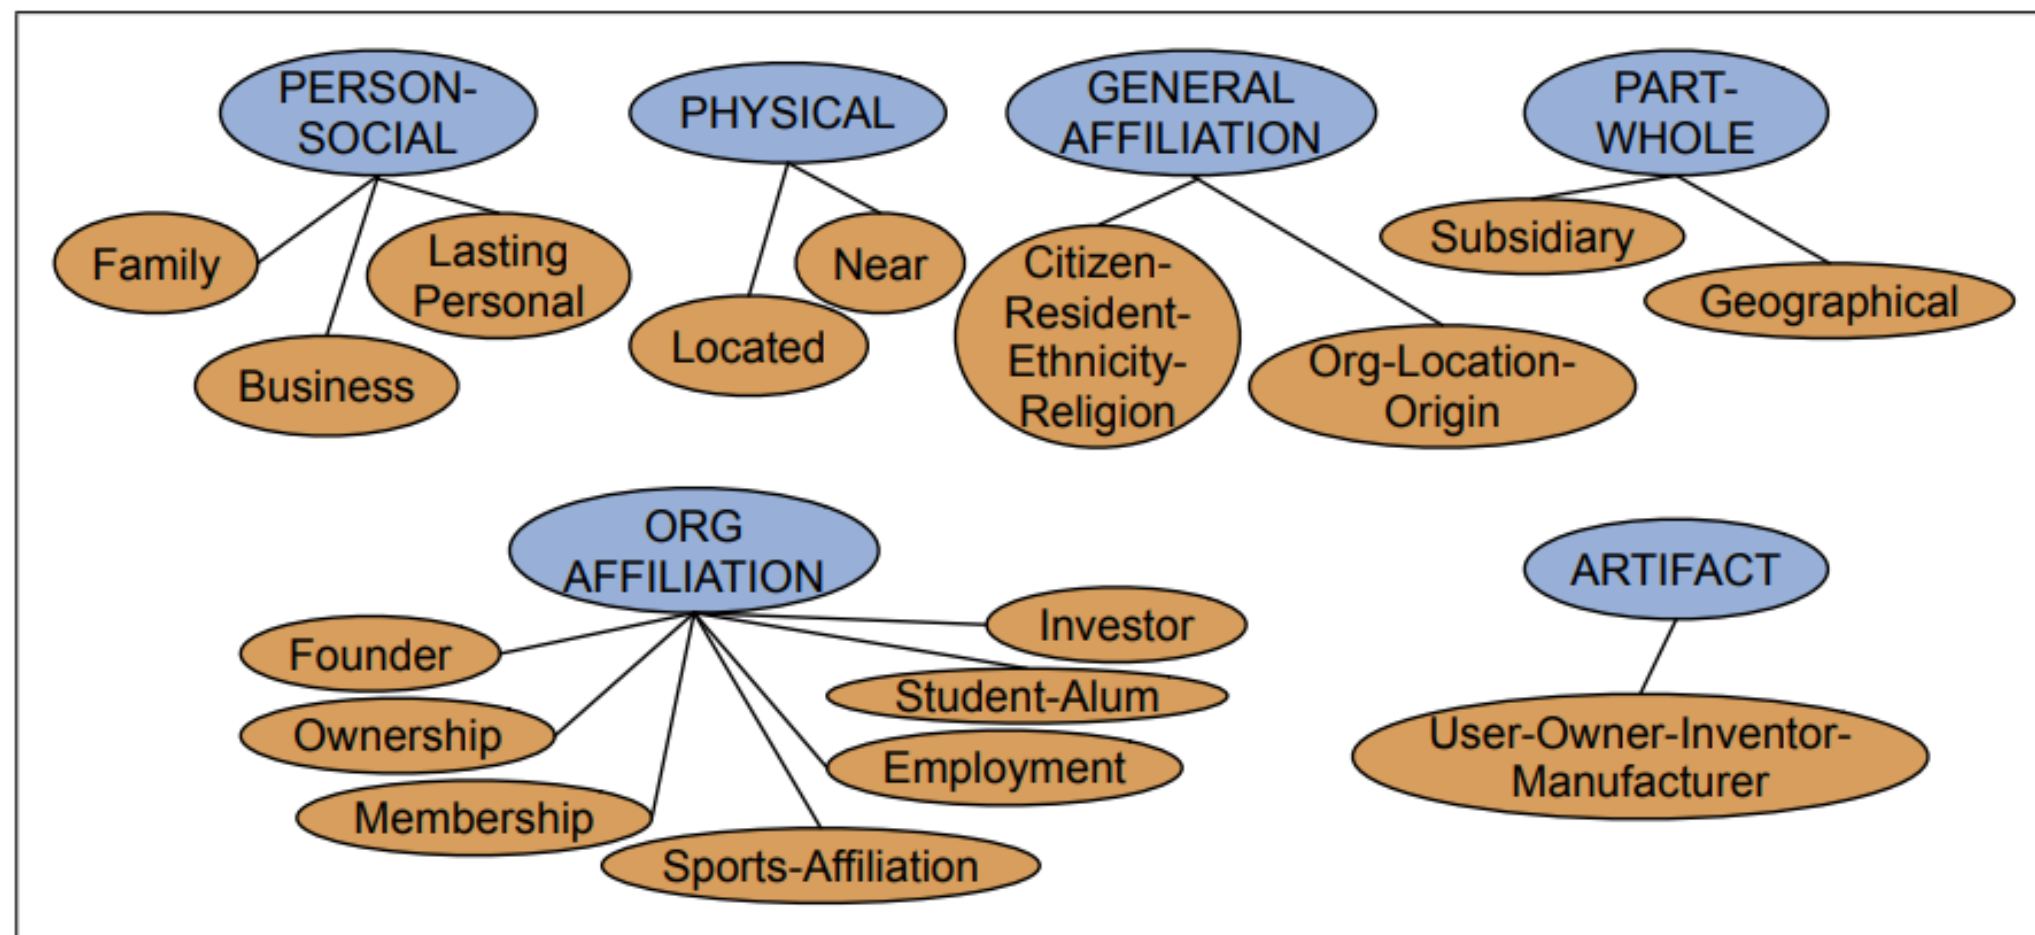 PERSON-
SOCIAL
PHYSICAL
GENERAL
AFFILIATION
PART-
WHOLE
Family
Lasting
Personal
Business
Near
Located
Citizen-
Resident-
Ethnicity-
Religion
Org-Location-
Origin
Subsidiary
Geographical
ORG
AFFILIATION
Founder
Ownership
Membership
Sports-Affiliation
Employment
Student-Alum
Investor
ARTIFACT
User-Owner-Inventor-
Manufacturer